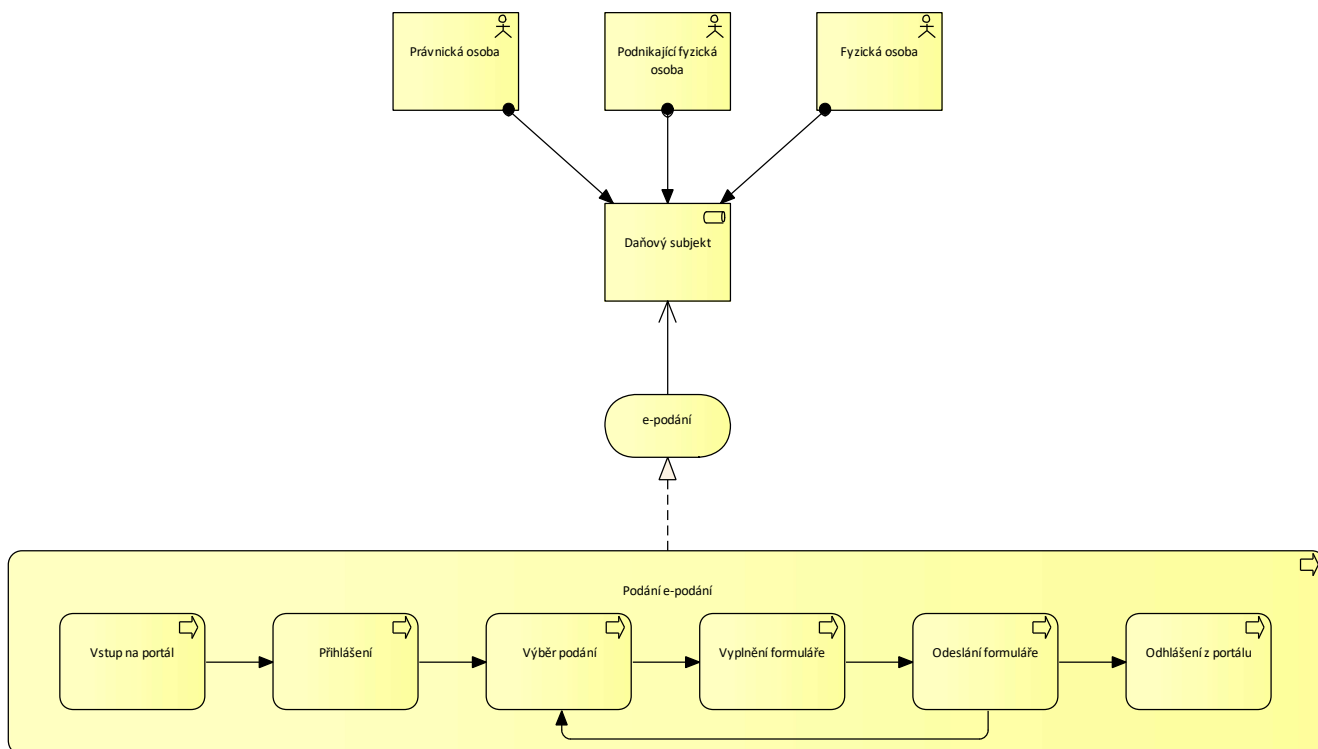 Právnická osoba
Podnikající fyzická
osoba
Fyzická osoba
Daňový subjekt
e-podání
Podání e-podání
Vstup na portál
Přihlášení
Výběr podání
Vyplnění formuláře
Odeslání formuláře
Odhlášení z portálu